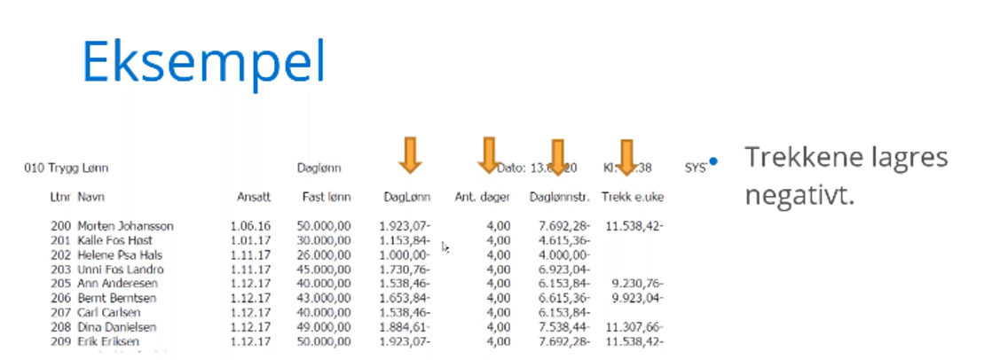 Eksempel
010 Trygg Lønn Daglønn Dato: 13. 20 Kl: 38 SYS
Ltnr Navn Ansatt Fast lønn DagLønn Ant. dager Daglønnstr. Trekk e.uke
200 Morten Johansson 1.06.16 50.000,00 1.923,07- 4,00 7.692,28- 11.538,42-
201 Kalle Fos Høst 1.01.17 30.000,00 1.153,84- 4,00 4.615,36-
202 Helene Psa Hals 1.11.17 26.000,00 1.000,00- 4,00 4.000,00-
203 Unni Fos Landro 1.11.17 45.000,00 1.730,76- 4,00 6.923,04-
205 Ann Anderesen 1.12.17 40.000,00 1.538,46- 4,00 6.153,84- 9.230,76-
206 Bernt Berntsen 1.12.17 43.000,00 1.653,84- 4,00 6.615,36- 9.923,04-
207 Carl Carlsen 1.12.17 40.000,00 1.538,46- 4,00 6.153,84-
208 Dina Danielsen 1.12.17 49.000,00 1.884,61- 4,00 7.538,44- 11.307,66-
209 Erik Eriksen 1.12.17 50.000,00 1.923,07- 4,00 7.692,28- 11.538,42-
• Trekkene lagres
negativt.